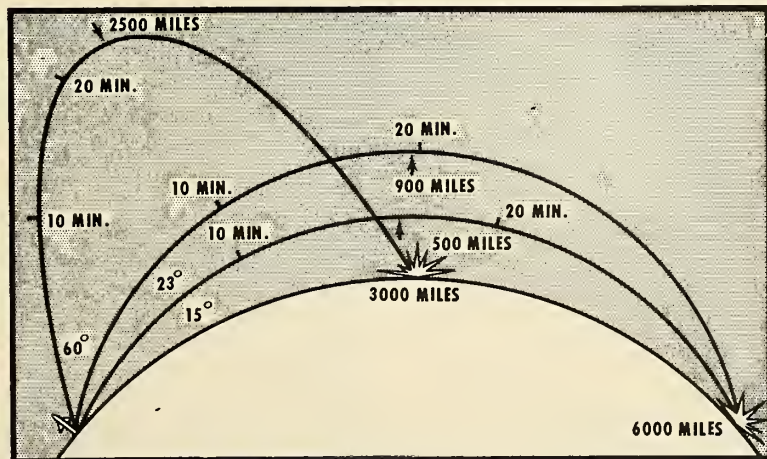 2500 MILES
20 MIN.
20 MIN.
10 MIN.
900 MILES
10 MIN.
20 MIN.
10 MIN.
500 MILES
23°
3000 MILES
15°
60°
6000 MILES